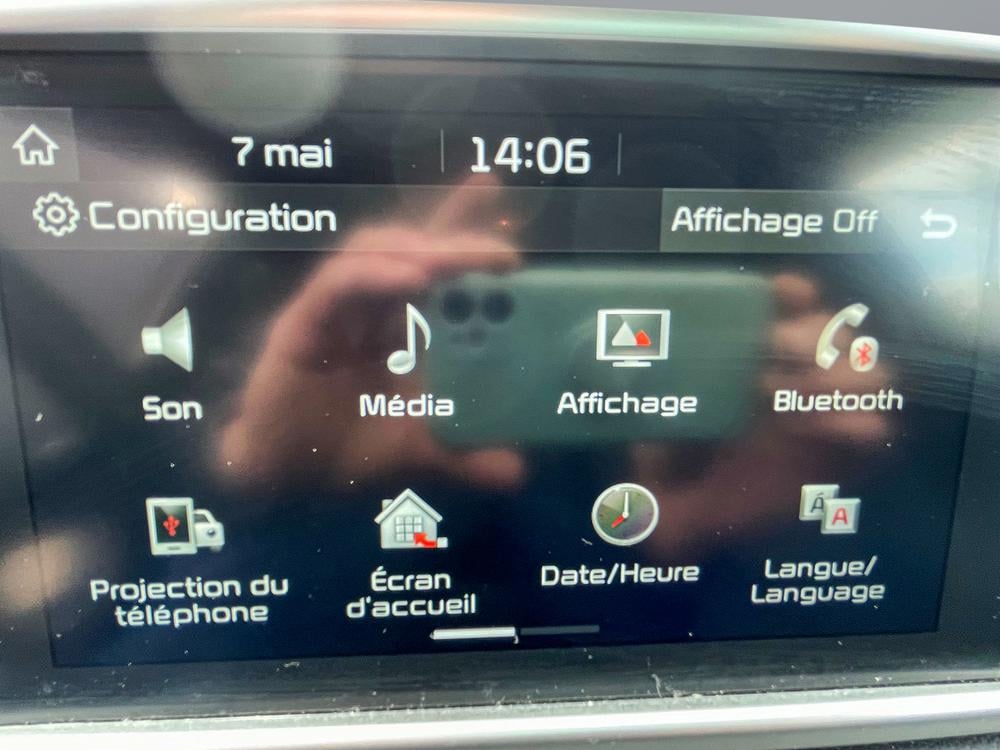 7 mai
14:06
Configuration
Affichage Off
Son
Média
Affichage
Bluetooth
Projection du
téléphone
Écran
d'accueil
Date/Heure
Langue/
Language
Á
A